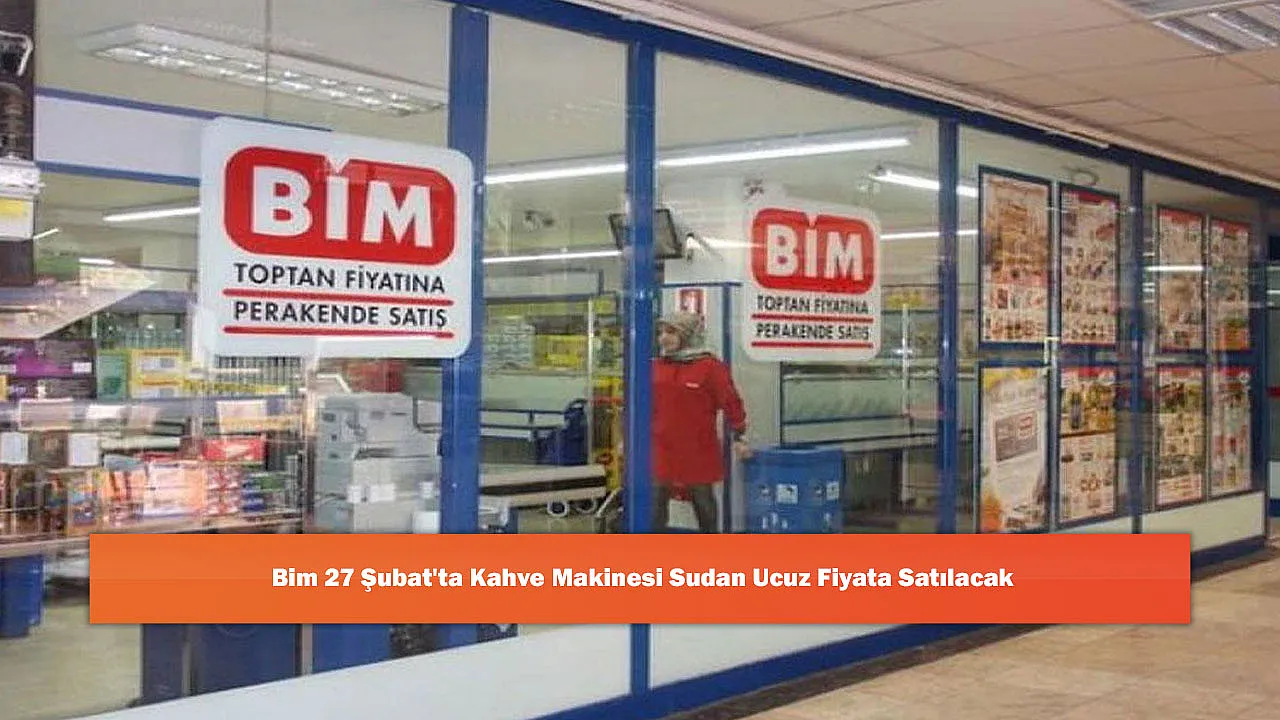 BİM
TOPTAN FİYATINA
PERAKENDE SATIŞ
BİM
TOPTAN FİYATINA
PERAKENDE SATIŞ
Bim 27 Şubat'ta Kahve Makinesi Sudan Ucuz Fiyata Satılacak